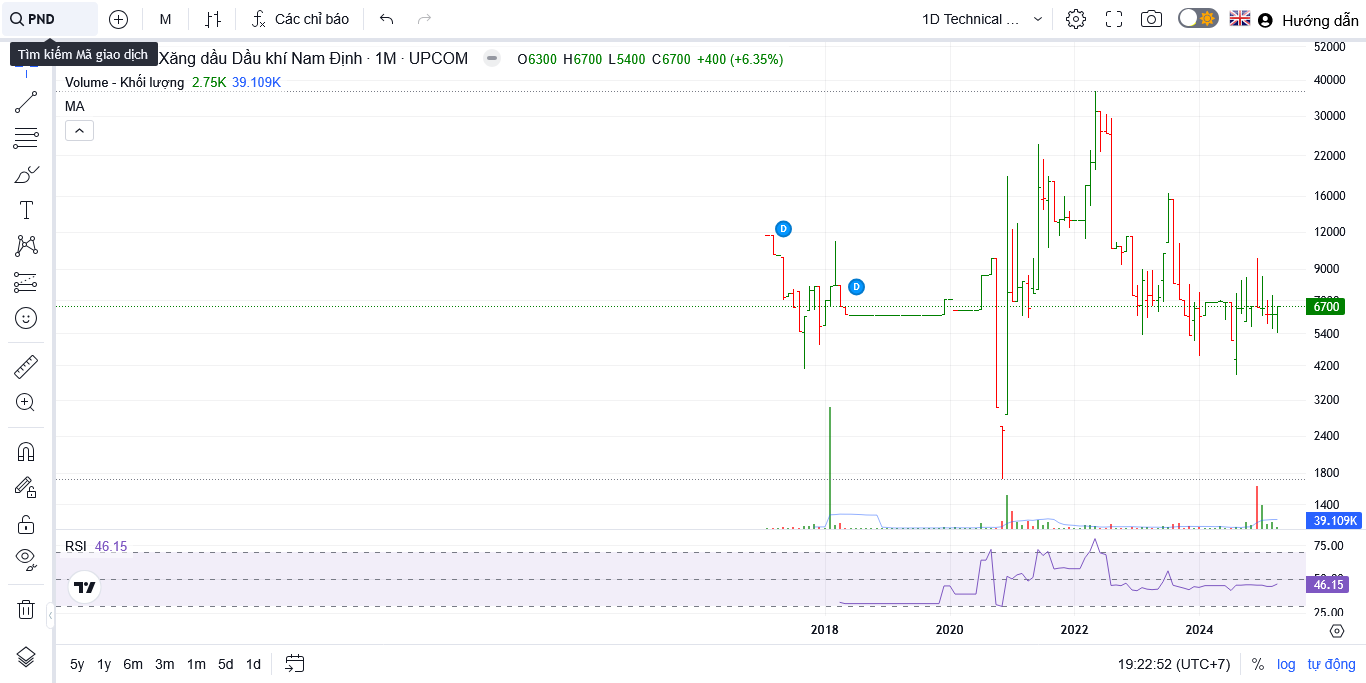 PND
M
Các chỉ báo
1D Technical ...
Hướng dẫn
Tìm kiếm Mã giao dịch
Xăng dầu Dầu khí Nam Định · 1M · UPCOM
O6300 H6700 L5400 C6700 +400 (+6.35%)
Volume - Khối lượng 2.75K 39.109K
MA
D
D
52000
40000
30000
22000
16000
12000
9000
6700
5400
4200
3200
2400
1800
1400
39.109K
RSI 46.15
75.00
46.15
25.00
2018 2020 2022 2024
5y 1y 6m 3m 1m 5d 1d
19:22:52 (UTC+7) % log tự động